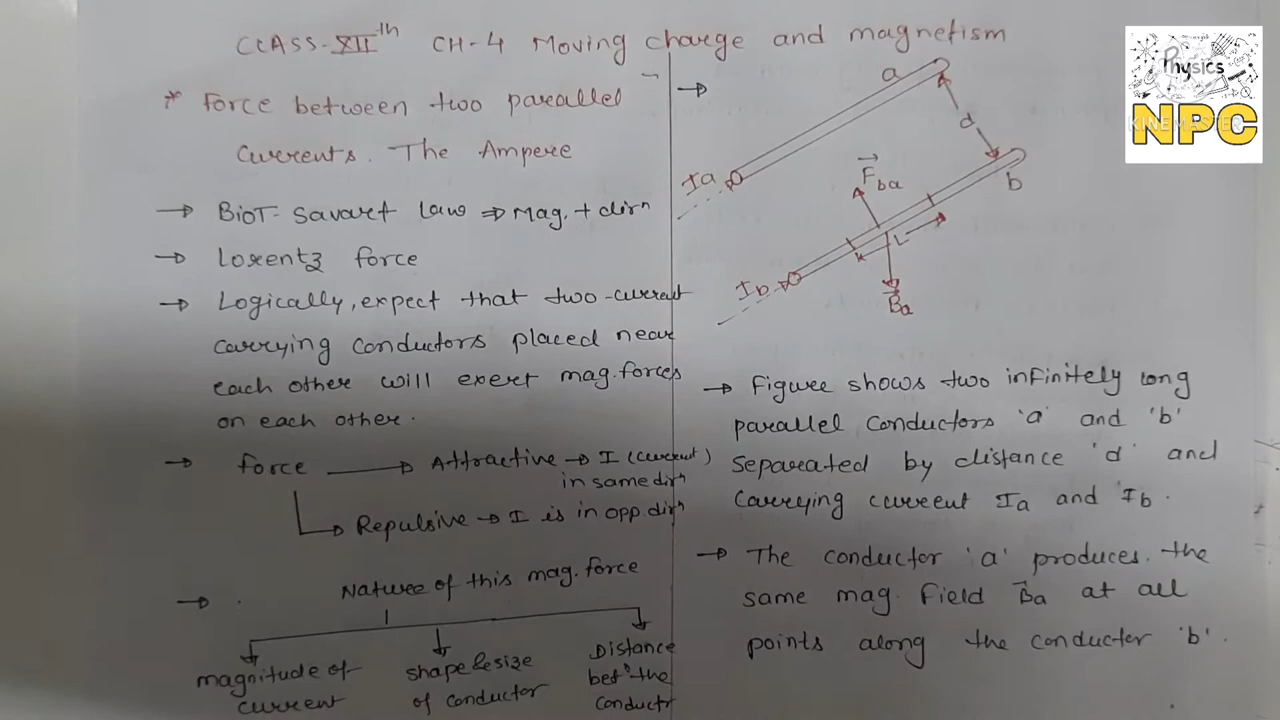 CLASS-XIIth CH-4 Moving charge and magnetism
* Force between two parallel
Currents. The Ampere
→ BIOT-Savart law ⇒ Mag. + dirn
→ Lorentz force
→ Logically, expect that two-current
carrying conductors placed near
each other will exert mag. forces
on each other.
→ force → Attractive → I (current)
in same dirn
→ Repulsive → I is in opp. dirn
→ . Nature of this mag. force
magnitude of
current
shape & size
of conductor
Distance
betn the
conductr
→
a
d
Ia
Fba
b
L
Ib
Ba
→ Figure shows two infinitely long
parallel conductors 'a' and 'b'
separated by distance 'd' and
carrying current Ia and Ib.
→ The conductor 'a' produces the
same mag. field Ba at all
points along the conducter 'b'.
Physics
NPC
KINEMASTER